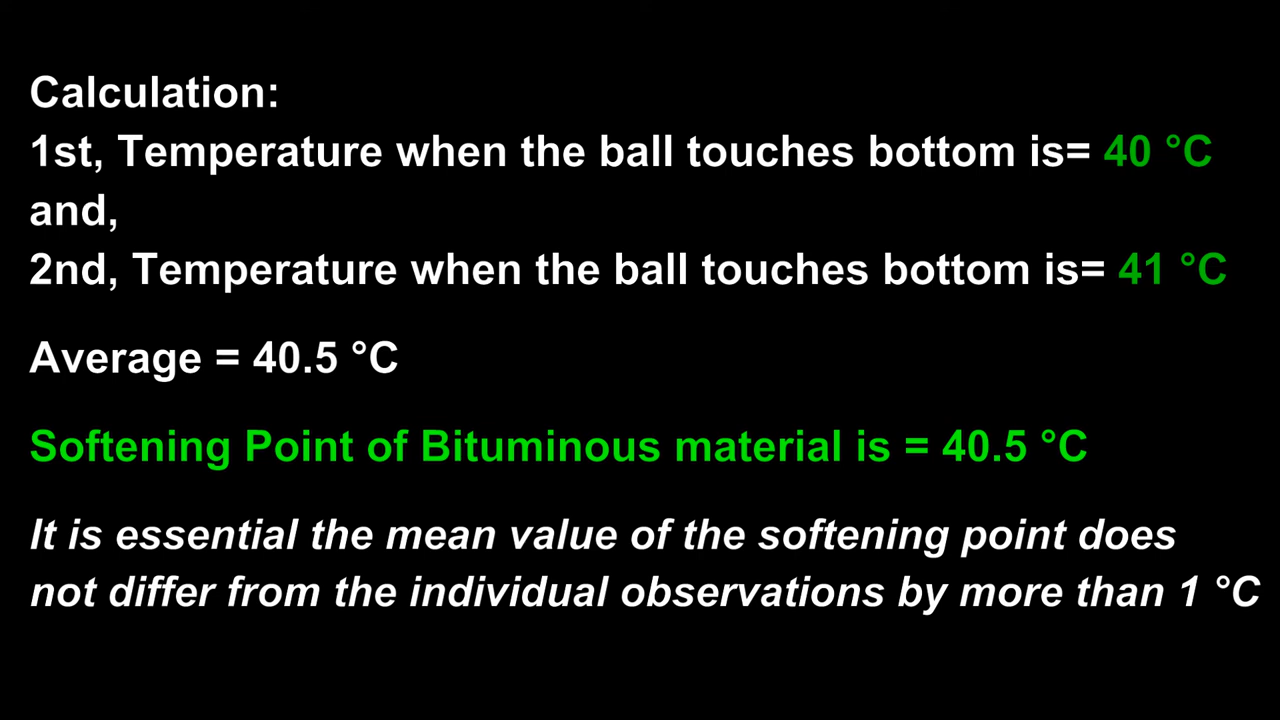 Calculation:
1st, Temperature when the ball touches bottom is= 40 °C
and,
2nd, Temperature when the ball touches bottom is= 41 °C
Average = 40.5 °C
Softening Point of Bituminous material is = 40.5 °C
It is essential the mean value of the softening point does
not differ from the individual observations by more than 1 °C